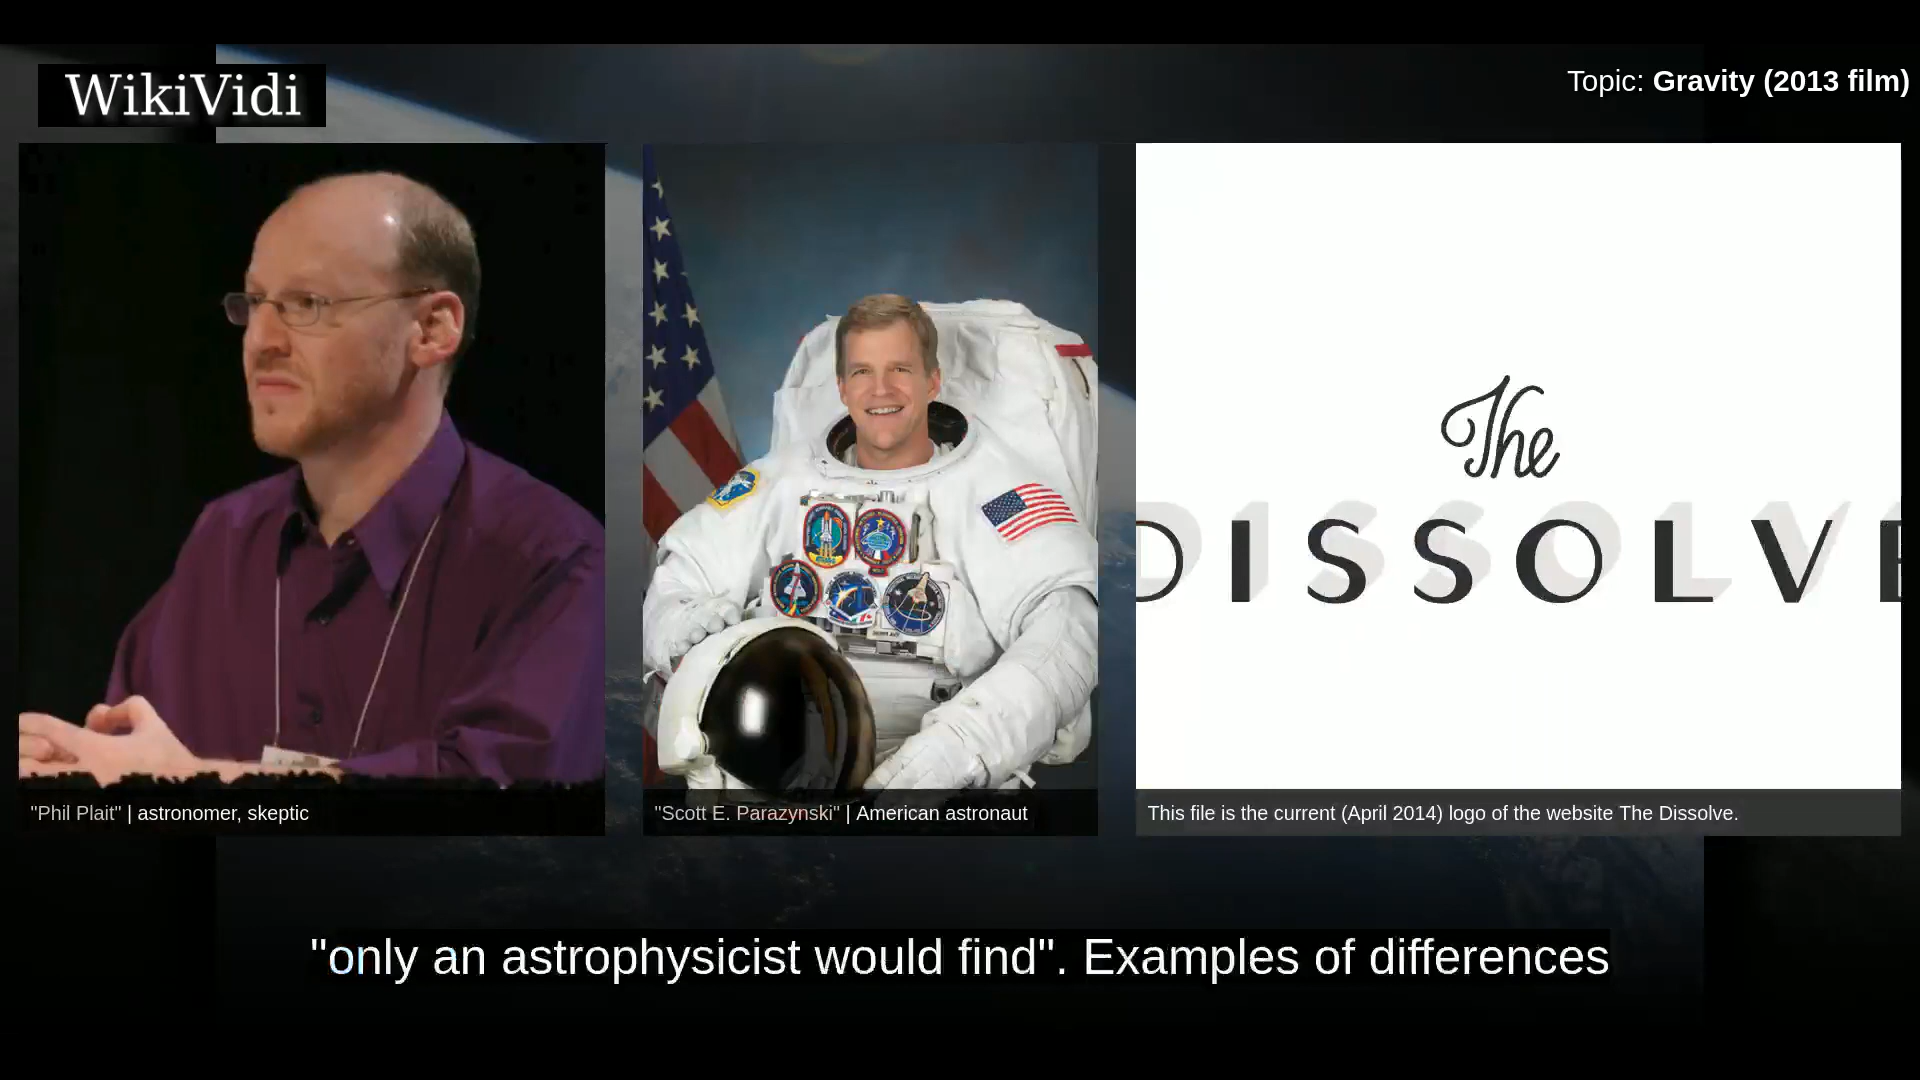 WikiVidi
Topic: Gravity (2013 film)
The
DISSOLVE
"Phil Plait" | astronomer, skeptic
"Scott E. Parazynski" | American astronaut
This file is the current (April 2014) logo of the website The Dissolve.
"only an astrophysicist would find". Examples of differences